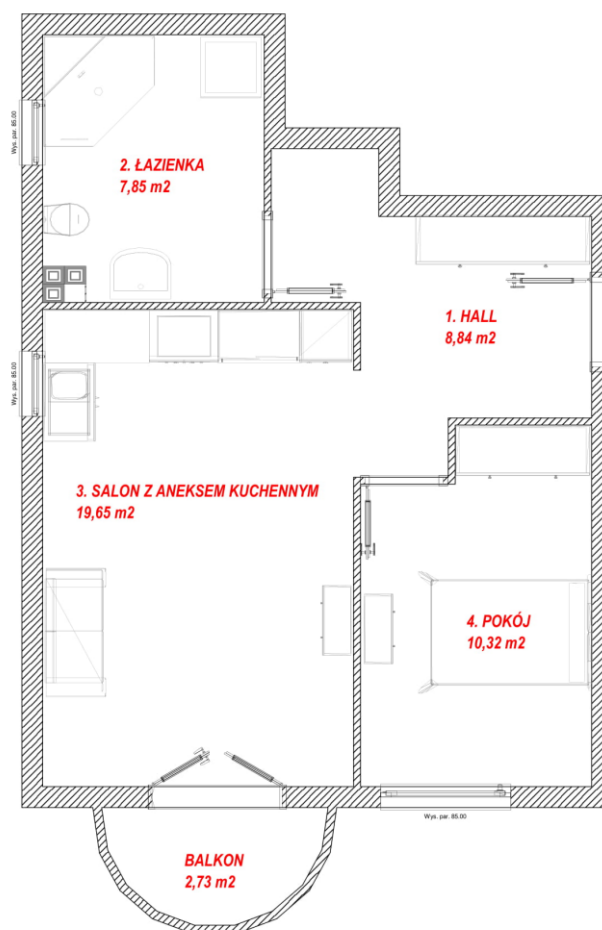 Wys. par. 85.00
2. ŁAZIENKA
7,85 m2
1. HALL
8,84 m2
Wys. par. 85.00
3. SALON Z ANEKSEM KUCHENNYM
19,65 m2
4. POKÓJ
10,32 m2
Wys. par. 85.00
BALKON
2,73 m2